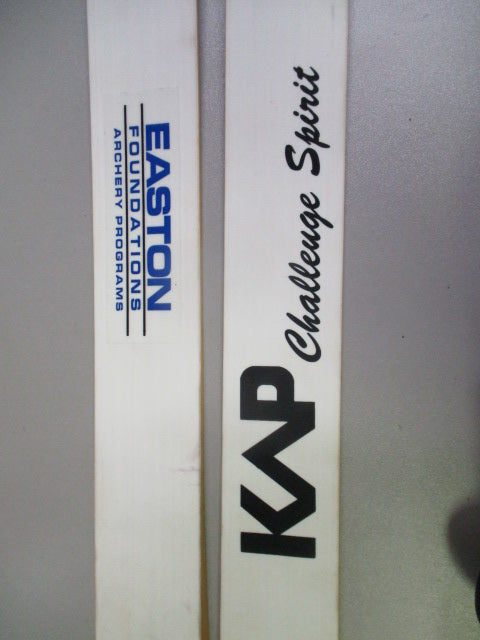 EASTON
FOUNDATIONS
ARCHERY PROGRAMS
KAP Challenge Spirit